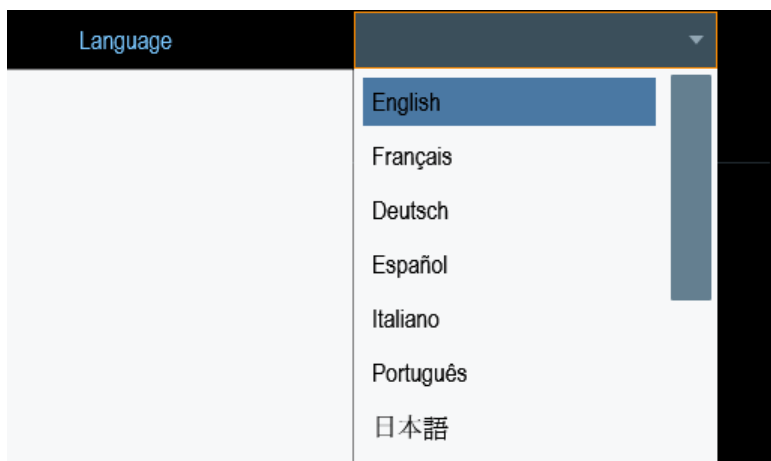 Language
English
Français
Deutsch
Español
Italiano
Português
日本語